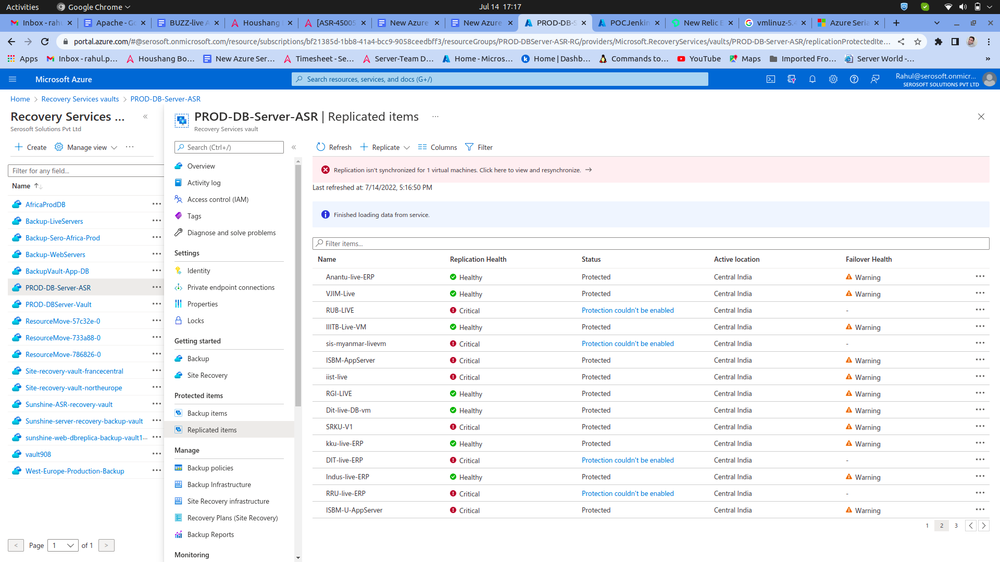 Activities
Google Chrome
Jul 14 17:17
Inbox - rahu
Apache - Go
BUZZ-live A
Houshang
[ASR-45005
New Azure
New Azure
PROD-DB-S
POCJenkin
New Relic
vmlinuz-5.4
Azure Seria
portal.azure.com/#@serosoft.onmicrosoft.com/resource/subscriptions/bf21385d-1bb8-41a4-bcc9-9058ceedbff3/resourceGroups/PROD-DBServer-ASR-RG/providers/Microsoft.RecoveryServices/vaults/PROD-DB-Server-ASR/replicationProtectedIte...
Apps
Inbox - rahul.p...
Houshang Bo...
New Azure Ser...
Timesheet - Se...
Server-Team D...
Home - Micros...
Home | Dashb...
Commands to...
YouTube
Maps
Imported Fro...
Server World -...
»
Microsoft Azure
Search resources, services, and docs (G+/)
Rahul@serosoft.onmicr...
SEROSOFT SOLUTIONS PVT LTD
Home > Recovery Services vaults > PROD-DB-Server-ASR
Recovery Services ...
«
Serosoft Solutions Pvt Ltd
Create
Manage view
...
Filter for any field...
Name
AfricaProdDB
Backup-LiveServers
Backup-Sero-Africa-Prod
Backup-WebServers
BackupVault-App-DB
PROD-DB-Server-ASR
PROD-DBServer-Vault
ResourceMove-57c32e-0
ResourceMove-733a88-0
ResourceMove-786826-0
Site-recovery-vault-francecentral
Site-recovery-vault-northeurope
Sunshine-ASR-recovery-vault
Sunshine-server-recovery-backup-vault
sunshine-web-dbreplica-backup-vault1...
vault908
West-Europe-Production-Backup
< Page 1 of 1 >
PROD-DB-Server-ASR | Replicated items
...
Recovery Services vault
Search (Ctrl+/)
«
Overview
Activity log
Access control (IAM)
Tags
Diagnose and solve problems
Settings
Identity
Private endpoint connections
Properties
Locks
Getting started
Backup
Site Recovery
Protected items
Backup items
Replicated items
Manage
Backup policies
Backup Infrastructure
Site Recovery infrastructure
Recovery Plans (Site Recovery)
Backup Reports
Monitoring
Refresh
Replicate
Columns
Filter
Replication isn't synchronized for 1 virtual machines. Click here to view and resynchronize. →
Last refreshed at: 7/14/2022, 5:16:50 PM
Finished loading data from service.
Filter items...
Name Replication Health Status Active location Failover Health
Anantu-live-ERP Healthy Protected Central India Warning
VJIM-Live Healthy Protected Central India Warning
RUB-LIVE Critical Protection couldn't be enabled Central India -
IIITB-Live-VM Healthy Protected Central India Warning
sis-myanmar-livevm Critical Protection couldn't be enabled Central India -
ISBM-AppServer Critical Protected Central India Warning
iist-live Critical Protected Central India Warning
RGI-LIVE Healthy Protected Central India Warning
Dit-live-DB-vm Healthy Protected Central India Warning
SRKU-V1 Critical Protected Central India Warning
kku-live-ERP Healthy Protected Central India Warning
DIT-live-ERP Critical Protection couldn't be enabled Central India -
Indus-live-ERP Healthy Protected Central India Warning
RRU-live-ERP Critical Protection couldn't be enabled Central India -
ISBM-U-AppServer Critical Protected Central India Warning
1 2 3 < >